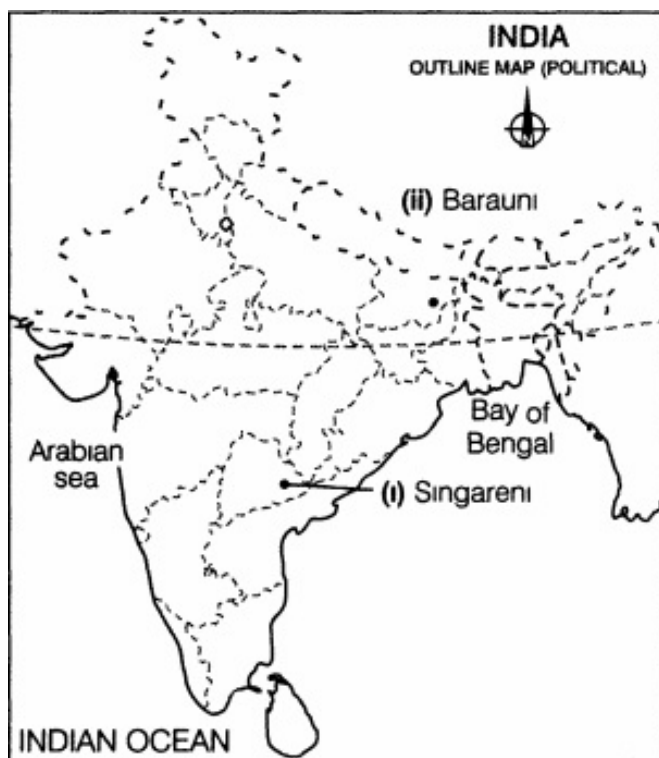 INDIA
OUTLINE MAP (POLITICAL)
N
(ii) Barauni
Bay of
Bengal
Arabian
sea
(i) Singareni
INDIAN OCEAN